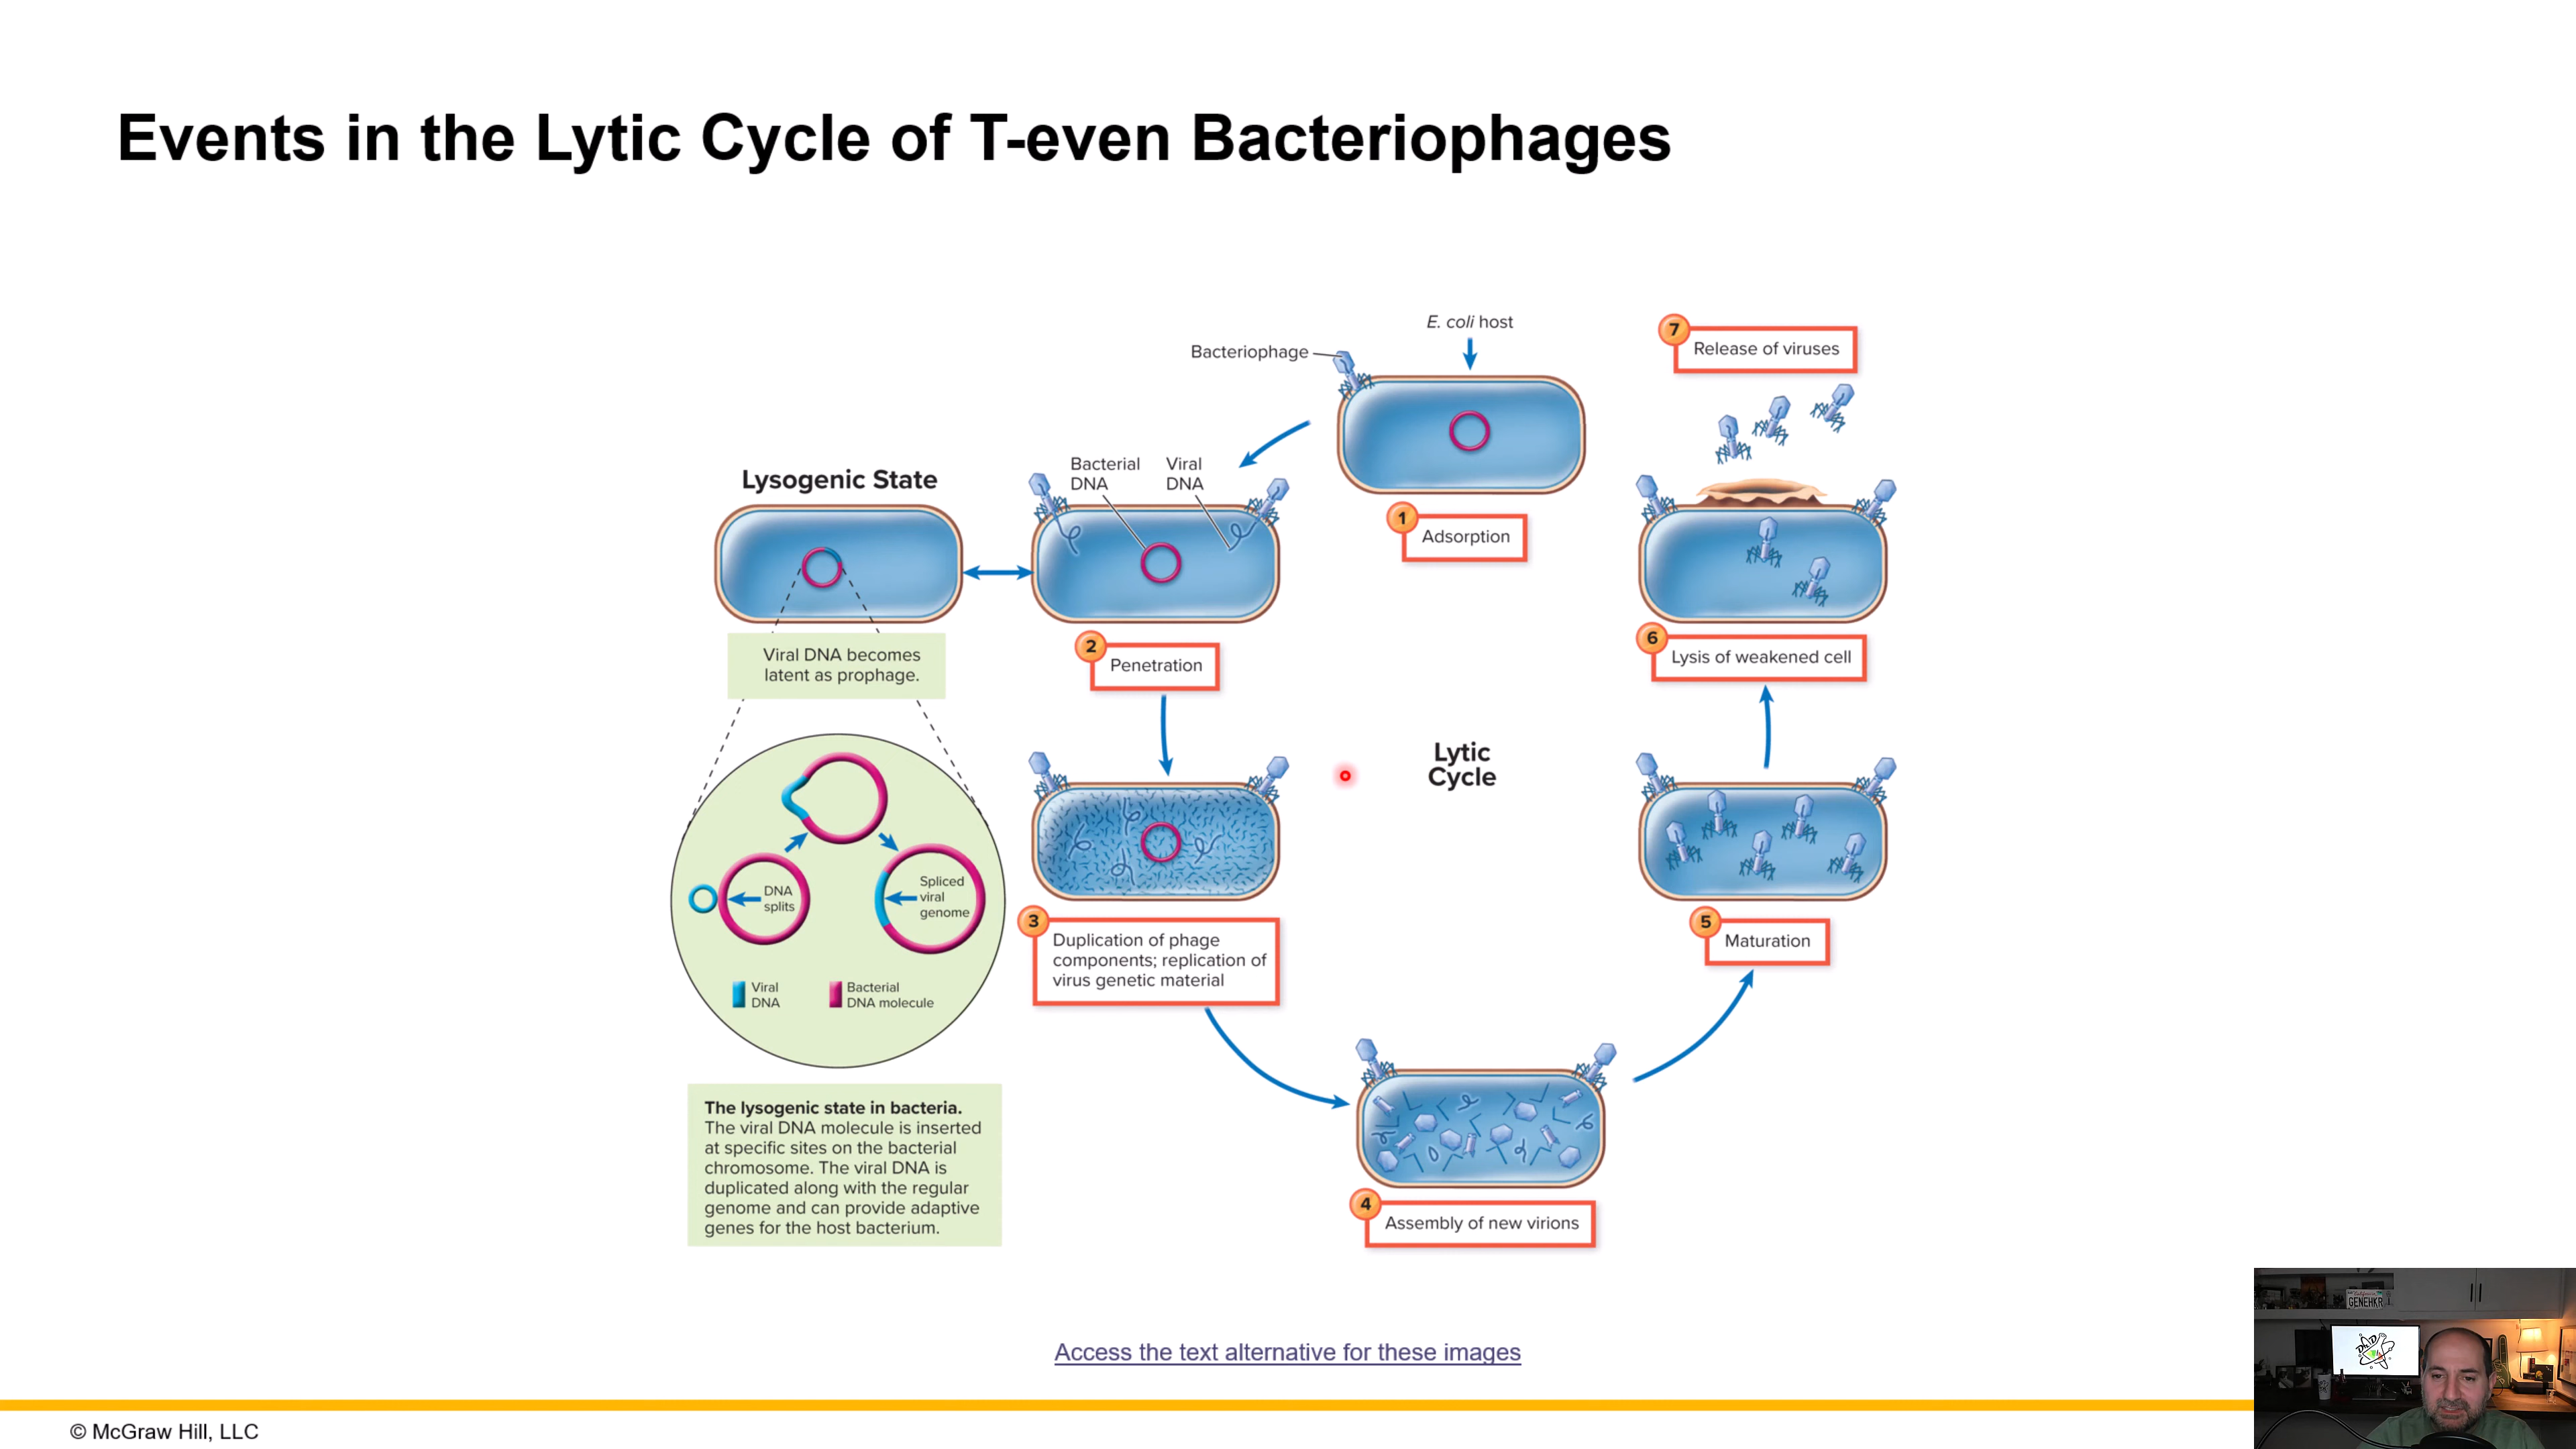 Events in the Lytic Cycle of T-even Bacteriophages
E. coli host
Bacteriophage
7
Release of viruses
Bacterial
DNA
Viral
DNA
Lysogenic State
1
Adsorption
Viral DNA becomes
latent as prophage.
2
Penetration
6
Lysis of weakened cell
Lytic
Cycle
DNA
splits
Spliced
viral
genome
Viral
DNA
Bacterial
DNA molecule
3
Duplication of phage
components; replication of
virus genetic material
5
Maturation
The lysogenic state in bacteria.
The viral DNA molecule is inserted
at specific sites on the bacterial
chromosome. The viral DNA is
duplicated along with the regular
genome and can provide adaptive
genes for the host bacterium.
4
Assembly of new virions
Access the text alternative for these images
© McGraw Hill, LLC
GENEHKR